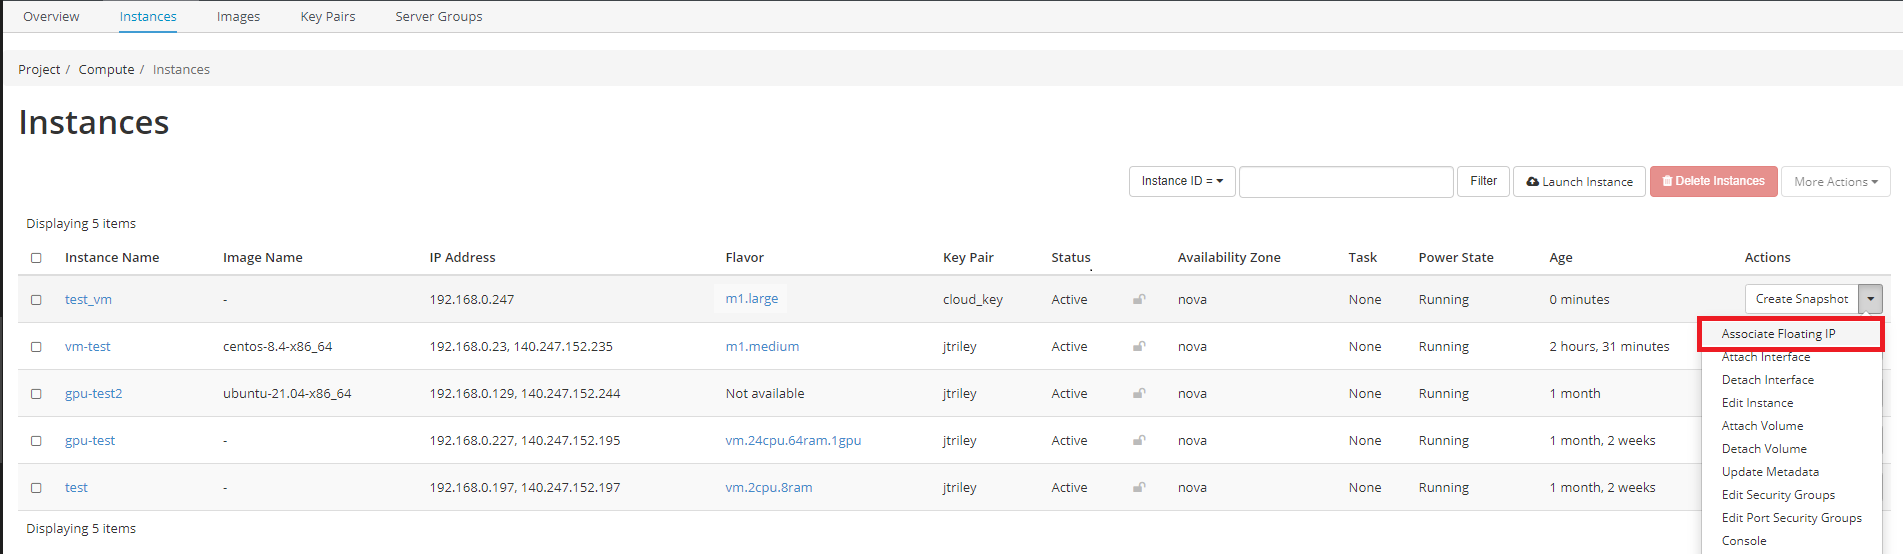 Overview Instances Images Key Pairs Server Groups
Project / Compute / Instances
Instances
Instance ID = Filter Launch Instance Delete Instances More Actions
Displaying 5 items
Instance Name Image Name IP Address Flavor Key Pair Status Availability Zone Task Power State Age Actions
test_vm - 192.168.0.247 m1.large cloud_key Active nova None Running 0 minutes Create Snapshot
Associate Floating IP
vm-test centos-8.4-x86_64 192.168.0.23, 140.247.152.235 m1.medium jtriley Active nova None Running 2 hours, 31 minutes
Attach Interface
Detach Interface
gpu-test2 ubuntu-21.04-x86_64 192.168.0.129, 140.247.152.244 Not available jtriley Active nova None Running 1 month
Edit Instance
Attach Volume
gpu-test - 192.168.0.227, 140.247.152.195 vm.24cpu.64ram.1gpu jtriley Active nova None Running 1 month, 2 weeks
Detach Volume
Update Metadata
test - 192.168.0.197, 140.247.152.197 vm.2cpu.8ram jtriley Active nova None Running 1 month, 2 weeks
Edit Security Groups
Edit Port Security Groups
Displaying 5 items
Console